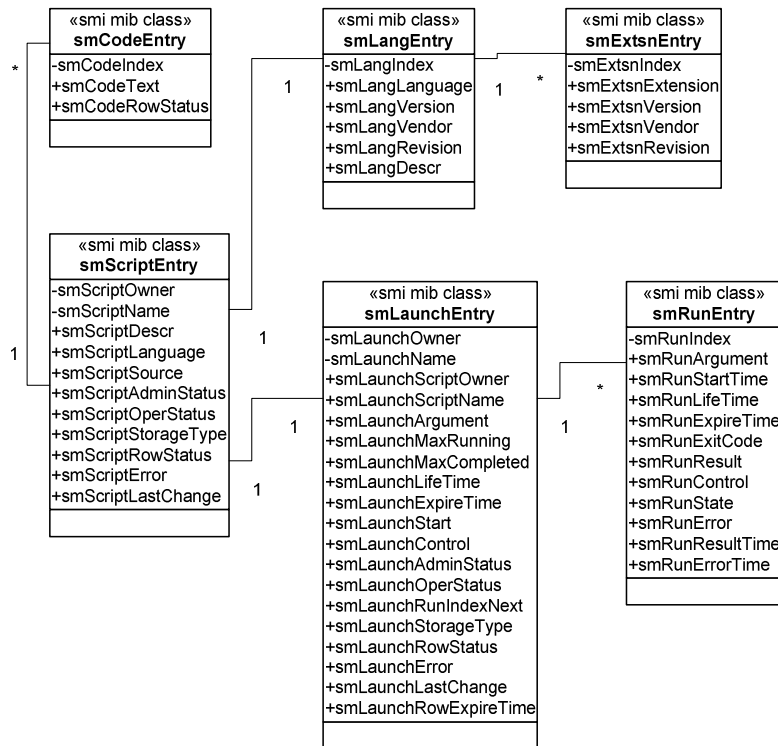 «smi mib class»
smCodeEntry
-smCodeIndex
+smCodeText
+smCodeRowStatus
«smi mib class»
smLangEntry
-smLangIndex
+smLangLanguage
+smLangVersion
+smLangVendor
+smLangRevision
+smLangDescr
«smi mib class»
smExtsnEntry
-smExtsnIndex
+smExtsnExtension
+smExtsnVersion
+smExtsnVendor
+smExtsnRevision
*
1
1
*
«smi mib class»
smScriptEntry
-smScriptOwner
-smScriptName
+smScriptDescr
+smScriptLanguage
+smScriptSource
+smScriptAdminStatus
+smScriptOperStatus
+smScriptStorageType
+smScriptRowStatus
+smScriptError
+smScriptLastChange
1
1
1
1
«smi mib class»
smLaunchEntry
-smLaunchOwner
-smLaunchName
+smLaunchScriptOwner
+smLaunchScriptName
+smLaunchArgument
+smLaunchMaxRunning
+smLaunchMaxCompleted
+smLaunchLifeTime
+smLaunchExpireTime
+smLaunchStart
+smLaunchControl
+smLaunchAdminStatus
+smLaunchOperStatus
+smLaunchRunIndexNext
+smLaunchStorageType
+smLaunchRowStatus
+smLaunchError
+smLaunchLastChange
+smLaunchRowExpireTime
1
*
«smi mib class»
smRunEntry
-smRunIndex
+smRunArgument
+smRunStartTime
+smRunLifeTime
+smRunExpireTime
+smRunExitCode
+smRunResult
+smRunControl
+smRunState
+smRunError
+smRunResultTime
+smRunErrorTime